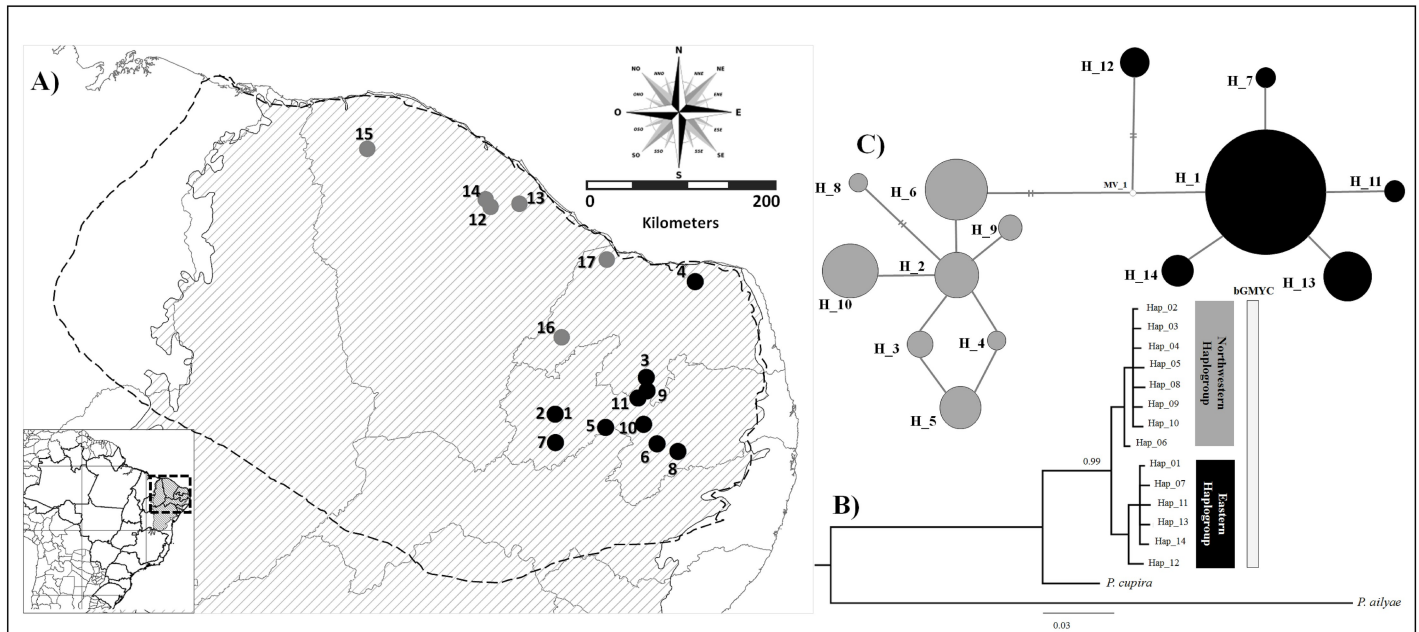 A)
N
NO
NNO
NNE
NE
ONO
ENE
O
E
OSO
ESE
SO
SSO
SSE
SE
S
0 200
Kilometers
15
14
12
13
17
4
16
3
9
11
2 1
5
10
7
6
8
C)
H_12
H_7
H_8
H_6
MV_1
H_1
H_11
H_9
H_2
H_10
H_14
H_13
H_3
H_4
H_5
bGMYC
Hap_02
Hap_03
Hap_04
Hap_05
Hap_08
Hap_09
Hap_10
Hap_06
Northwestern
Haplogroup
0.99
Hap_01
Hap_07
Hap_11
Hap_13
Hap_14
Hap_12
Eastern
Haplogroup
B)
P. cupira
P. ailyae
0.03